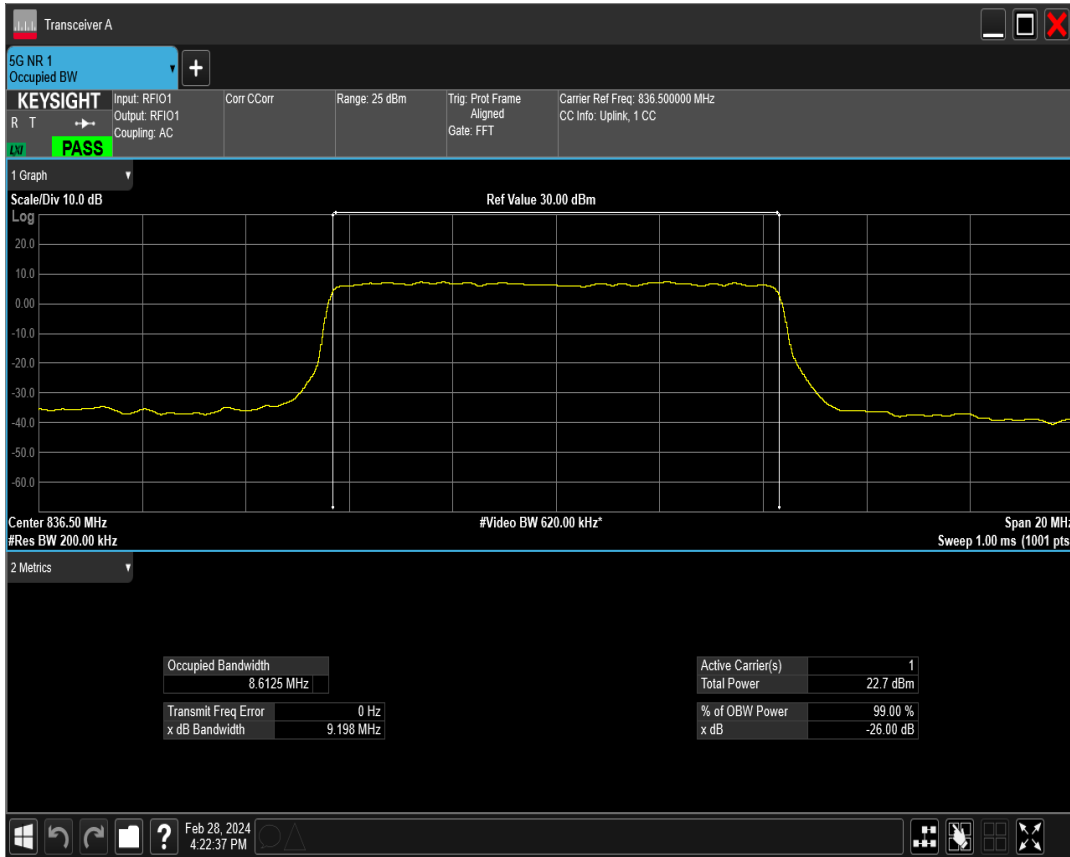 Transceiver A
5G NR 1
Occupied BW
+
KEYSIGHT
R T
LXI
PASS
Input: RFIO1
Output: RFIO1
Coupling: AC
Corr CCorr
Range: 25 dBm
Trig: Prot Frame
Aligned
Gate: FFT
Carrier Ref Freq: 836.500000 MHz
CC Info: Uplink, 1 CC
1 Graph
Scale/Div 10.0 dB
Ref Value 30.00 dBm
Log
20.0
10.0
0.00
-10.0
-20.0
-30.0
-40.0
-50.0
-60.0
Center 836.50 MHz
#Video BW 620.00 kHz*
Span 20 MHz
#Res BW 200.00 kHz
Sweep 1.00 ms (1001 pts
2 Metrics
Occupied Bandwidth
8.6125 MHz
Transmit Freq Error 0 Hz
x dB Bandwidth 9.198 MHz
Active Carrier(s) 1
Total Power 22.7 dBm
% of OBW Power 99.00 %
x dB -26.00 dB
?
Feb 28, 2024
4:22:37 PM